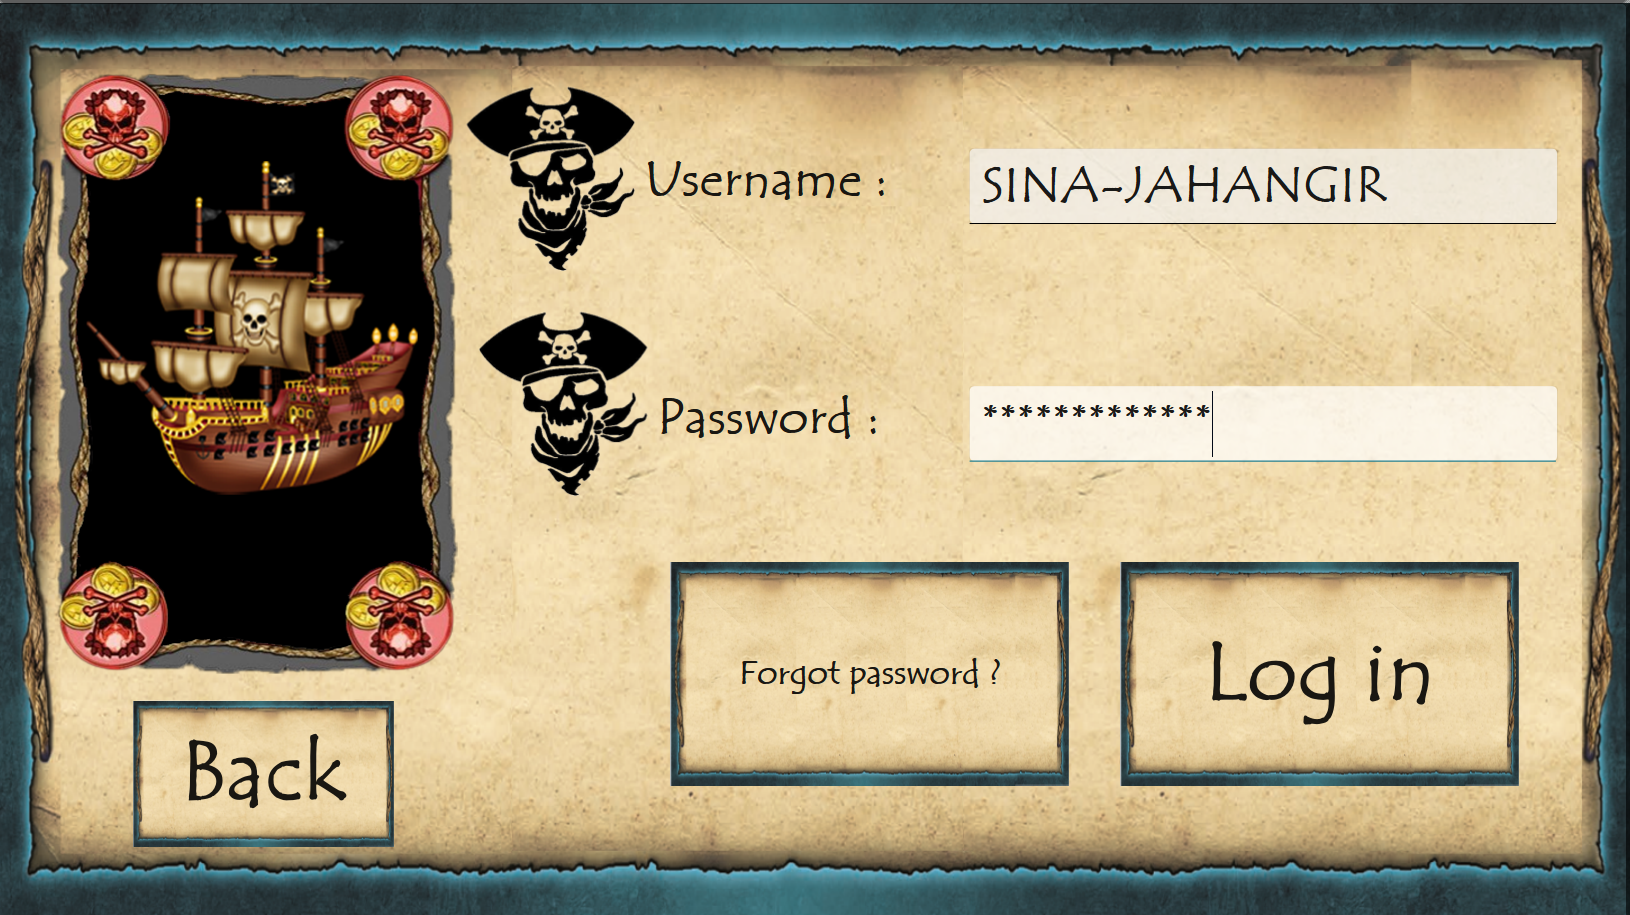 Username :
SINA-JAHANGIR
Password :
*************
Forgot password ?
Log in
Back